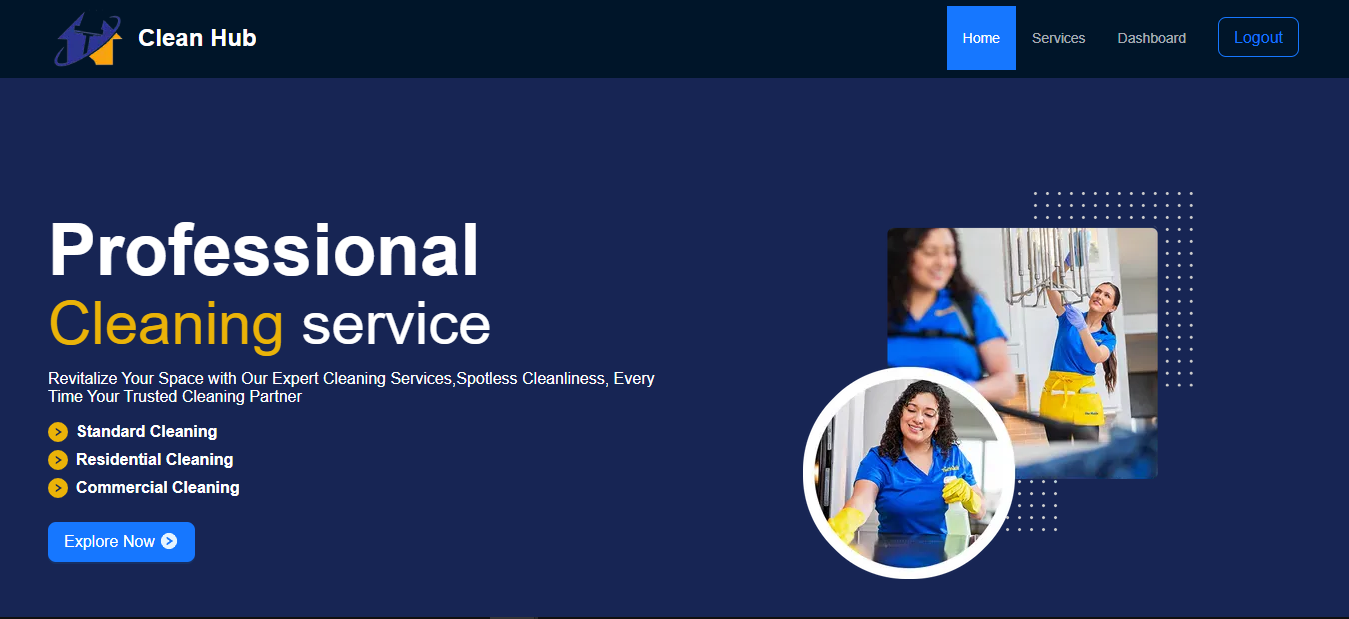 Clean Hub
Home
Services
Dashboard
Logout
Professional
Cleaning service
Revitalize Your Space with Our Expert Cleaning Services,Spotless Cleanliness, Every
Time Your Trusted Cleaning Partner
Standard Cleaning
Residential Cleaning
Commercial Cleaning
Explore Now